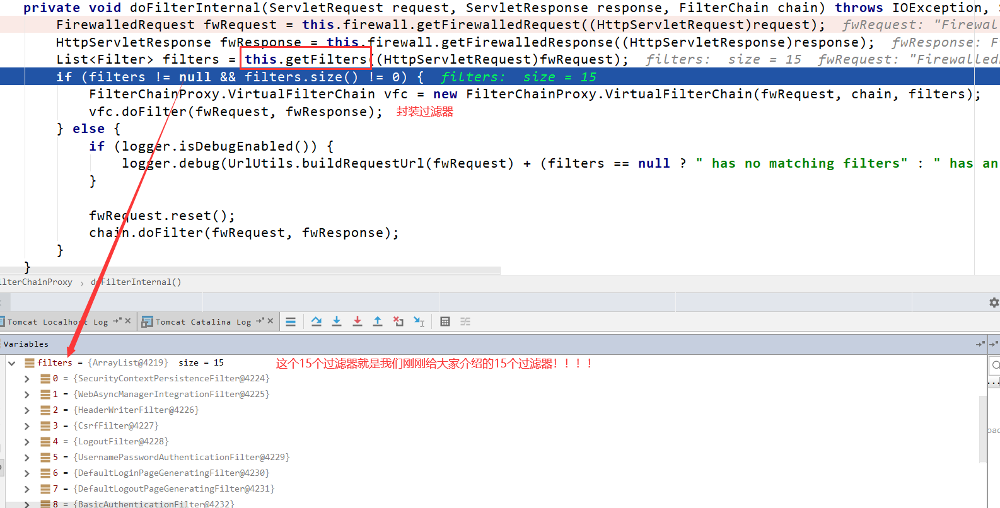 private void doFilterInternal(ServletRequest request, ServletResponse response, FilterChain chain) throws IOException,
FirewalledRequest fwRequest = this.firewall.getFirewalledRequest((HttpServletRequest)request); fwRequest: "Firewal
HttpServletResponse fwResponse = this.firewall.getFirewalledResponse((HttpServletResponse)response); fwResponse: F
List<Filter> filters = this.getFilters((HttpServletRequest)fwRequest); filters: size = 15 fwRequest: "Firewalled
if (filters != null && filters.size() != 0) { filters: size = 15
FilterChainProxy.VirtualFilterChain vfc = new FilterChainProxy.VirtualFilterChain(fwRequest, chain, filters);
vfc.doFilter(fwRequest, fwResponse); 封装过滤器
} else {
if (logger.isDebugEnabled()) {
logger.debug(UrlUtils.buildRequestUrl(fwRequest) + (filters == null ? " has no matching filters" : " has an
}
fwRequest.reset();
chain.doFilter(fwRequest, fwResponse);
}
}
ilterChainProxy › doFilterInternal()
Tomcat Localhost Log Tomcat Catalina Log
Variables
filters = {ArrayList@4219} size = 15 这个15个过滤器就是我们刚刚给大家介绍的15个过滤器！！！！
0 = {SecurityContextPersistenceFilter@4224}
1 = {WebAsyncManagerIntegrationFilter@4225}
2 = {HeaderWriterFilter@4226}
3 = {CsrfFilter@4227}
4 = {LogoutFilter@4228}
5 = {UsernamePasswordAuthenticationFilter@4229}
6 = {DefaultLoginPageGeneratingFilter@4230}
7 = {DefaultLogoutPageGeneratingFilter@4231}
8 = {BasicAuthenticationFilter@4232}